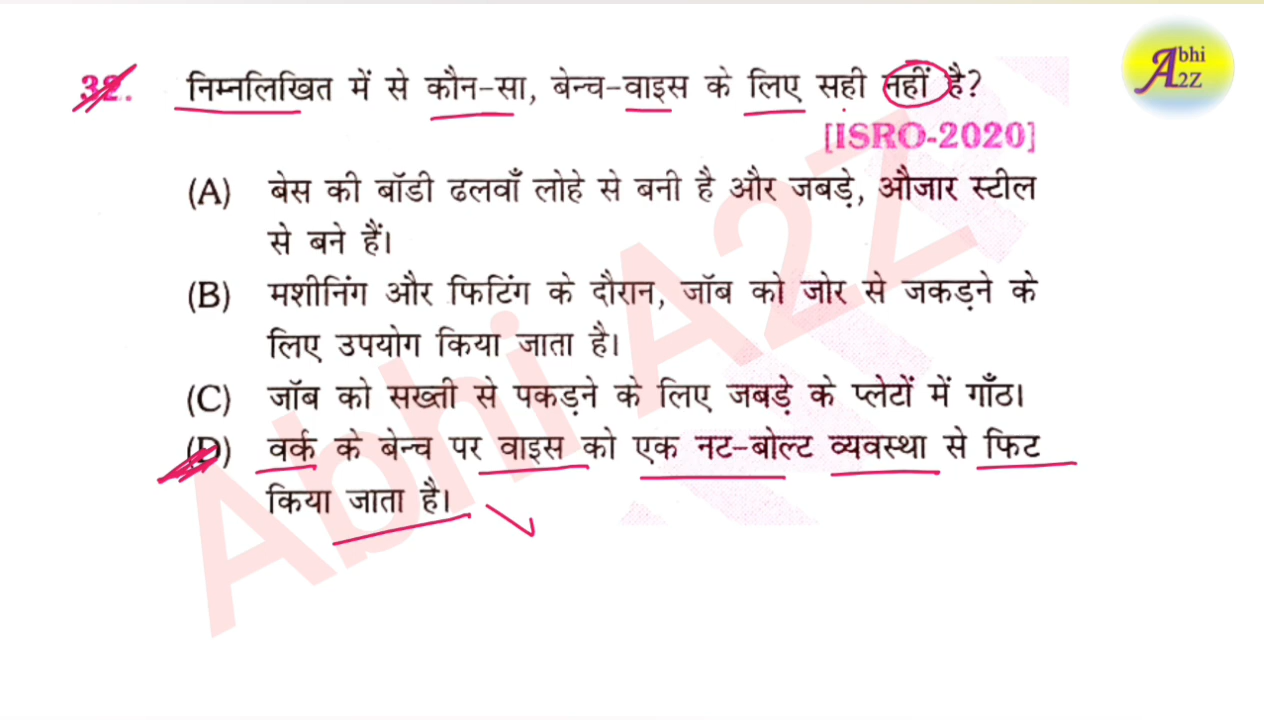 Abhi A2Z
32. निम्नलिखित में से कौन-सा, बेन्च-वाइस के लिए सही नहीं है?
[ISRO-2020]
(A) बेस की बॉडी ढलवाँ लोहे से बनी है और जबड़े, औजार स्टील
से बने हैं।
(B) मशीनिंग और फिटिंग के दौरान, जॉब को जोर से जकड़ने के
लिए उपयोग किया जाता है।
(C) जॉब को सख्ती से पकड़ने के लिए जबड़े के प्लेटों में गाँठ।
(D) वर्क के बेन्च पर वाइस को एक नट-बोल्ट व्यवस्था से फिट
किया जाता है।
Abhi A2Z